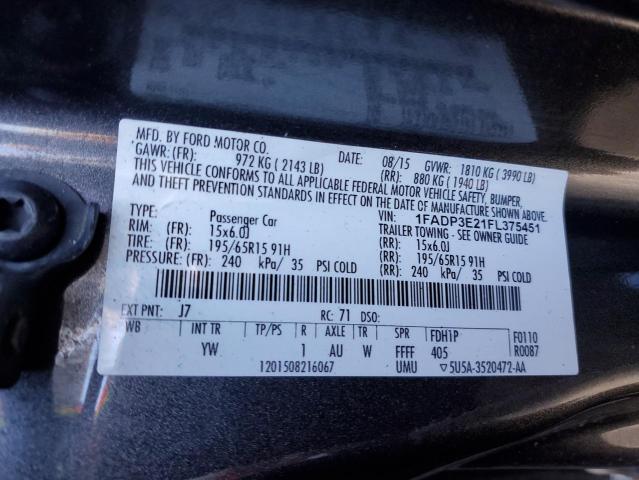 MFD. BY FORD MOTOR CO.
DATE: 08/15 GVWR: 1810 KG ( 3990 LB)
GAWR: (FR): 972 KG ( 2143 LB) (RR): 880 KG ( 1940 LB)
THIS VEHICLE CONFORMS TO ALL APPLICABLE FEDERAL MOTOR VEHICLE SAFETY, BUMPER,
AND THEFT PREVENTION STANDARDS IN EFFECT ON THE DATE OF MANUFACTURE SHOWN ABOVE.
VIN: 1FADP3E21FL375451
TYPE: Passenger Car TRAILER TOWING - SEE OWNER GUIDE
RIM: (FR): 15x6.0J (RR): 15x6.0J
TIRE: (FR): 195/65R15 91H (RR): 195/65R15 91H
PRESSURE: (FR): 240 kPa/ 35 PSI COLD (RR): 240 kPa/ 35 PSI COLD
EXT PNT: J7 RC: 71 DSO:
WB INT TR TP/PS R AXLE TR SPR FDH1P F0110
YW 1 AU W FFFF 405 R0087
1201508216067 UMU ▽5U5A-3520472-AA